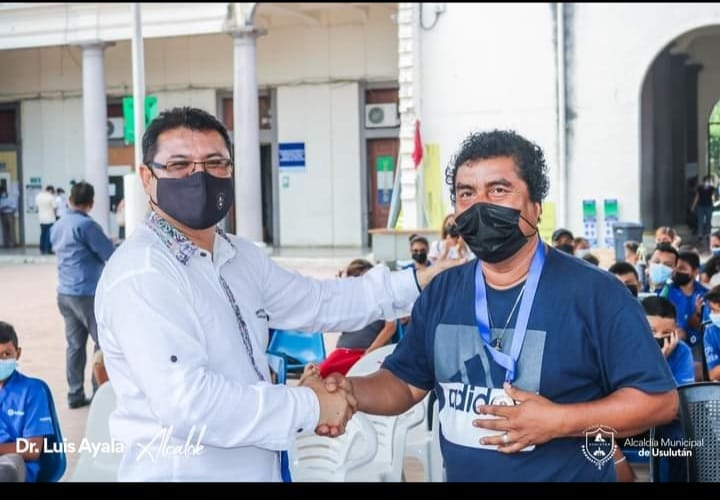 adidas
Dr. Luis Ayala Alcalde
Alcaldía Municipal
de Usulután